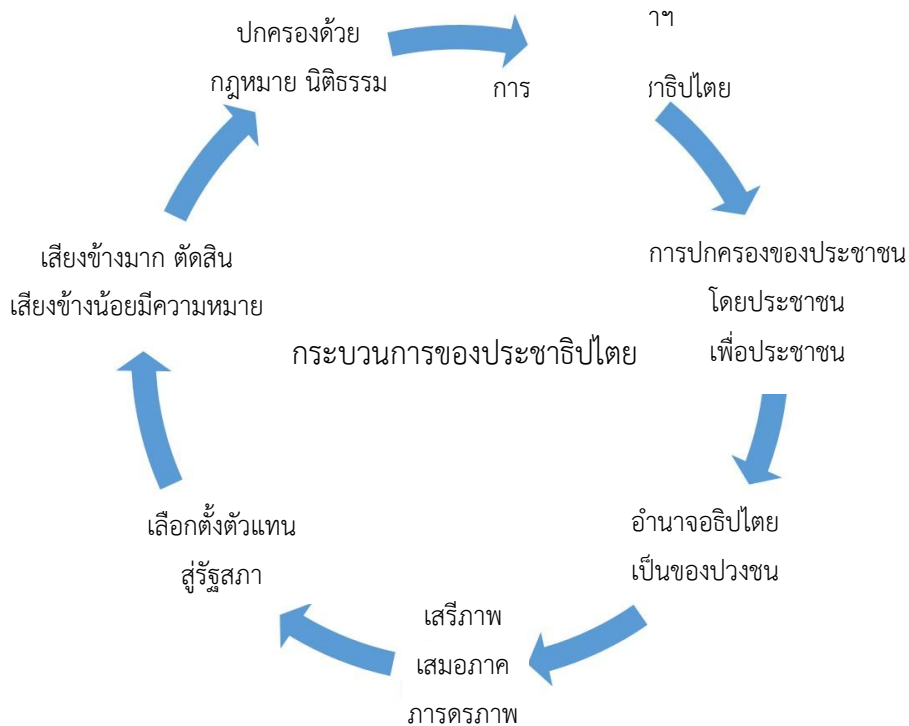 ปกครองด้วย
กฎหมาย นิติธรรม
การ
การปกครองของประชาชน
โดยประชาชน
เพื่อประชาชน
อำนาจอธิปไตย
เป็นของปวงชน
เสรีภาพ
เสมอภาค
ภารดรภาพ
เลือกตั้งตัวแทน
สู่รัฐสภา
เสียงข้างมาก ตัดสิน
เสียงข้างน้อยมีความหมาย
กระบวนการของประชาธิปไตย